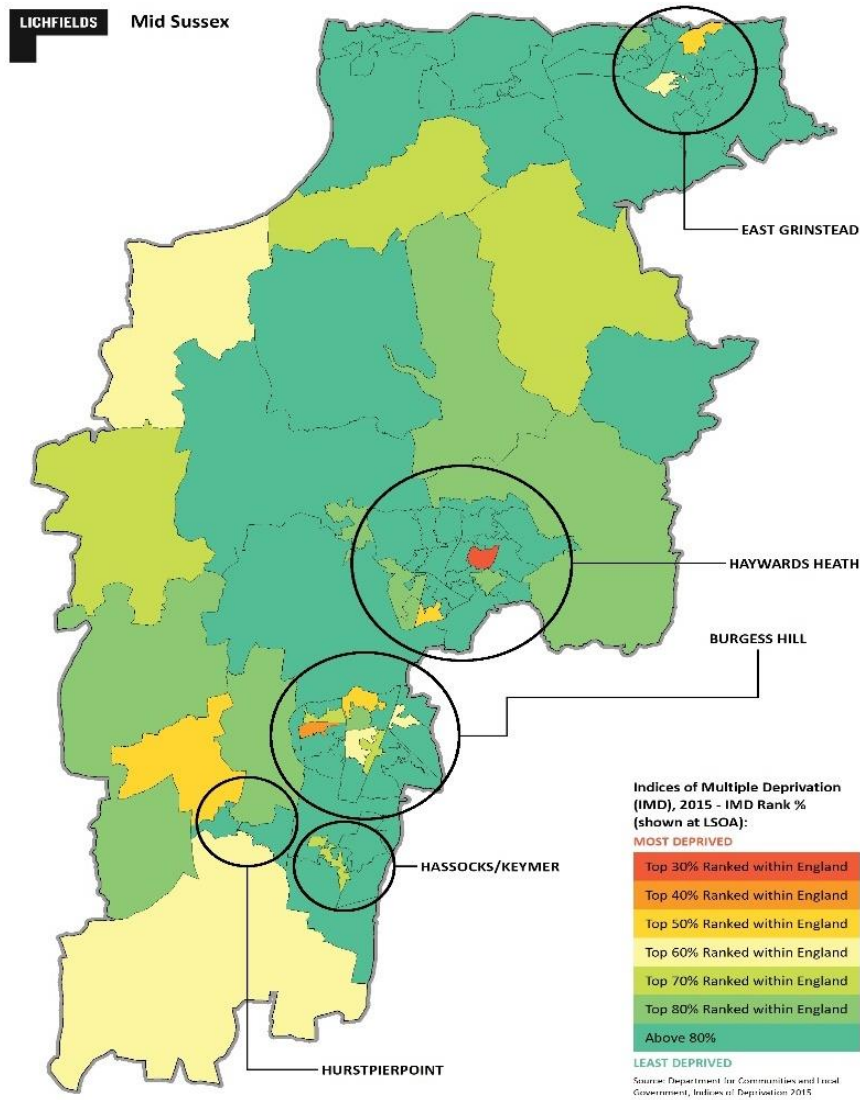 LICHFIELDS
Mid Sussex
EAST GRINSTEAD
HAYWARDS HEATH
BURGESS HILL
HASSOCKS/KEYMER
HURSTPIERPOINT
Indices of Multiple Deprivation
(IMD), 2015 - IMD Rank %
(shown at LSOA):
MOST DEPRIVED
Top 30% Ranked within England
Top 40% Ranked within England
Top 50% Ranked within England
Top 60% Ranked within England
Top 70% Ranked within England
Top 80% Ranked within England
Above 80%
LEAST DEPRIVED
Source: Department for Communities and Local
Government, Indices of Deprivation 2015